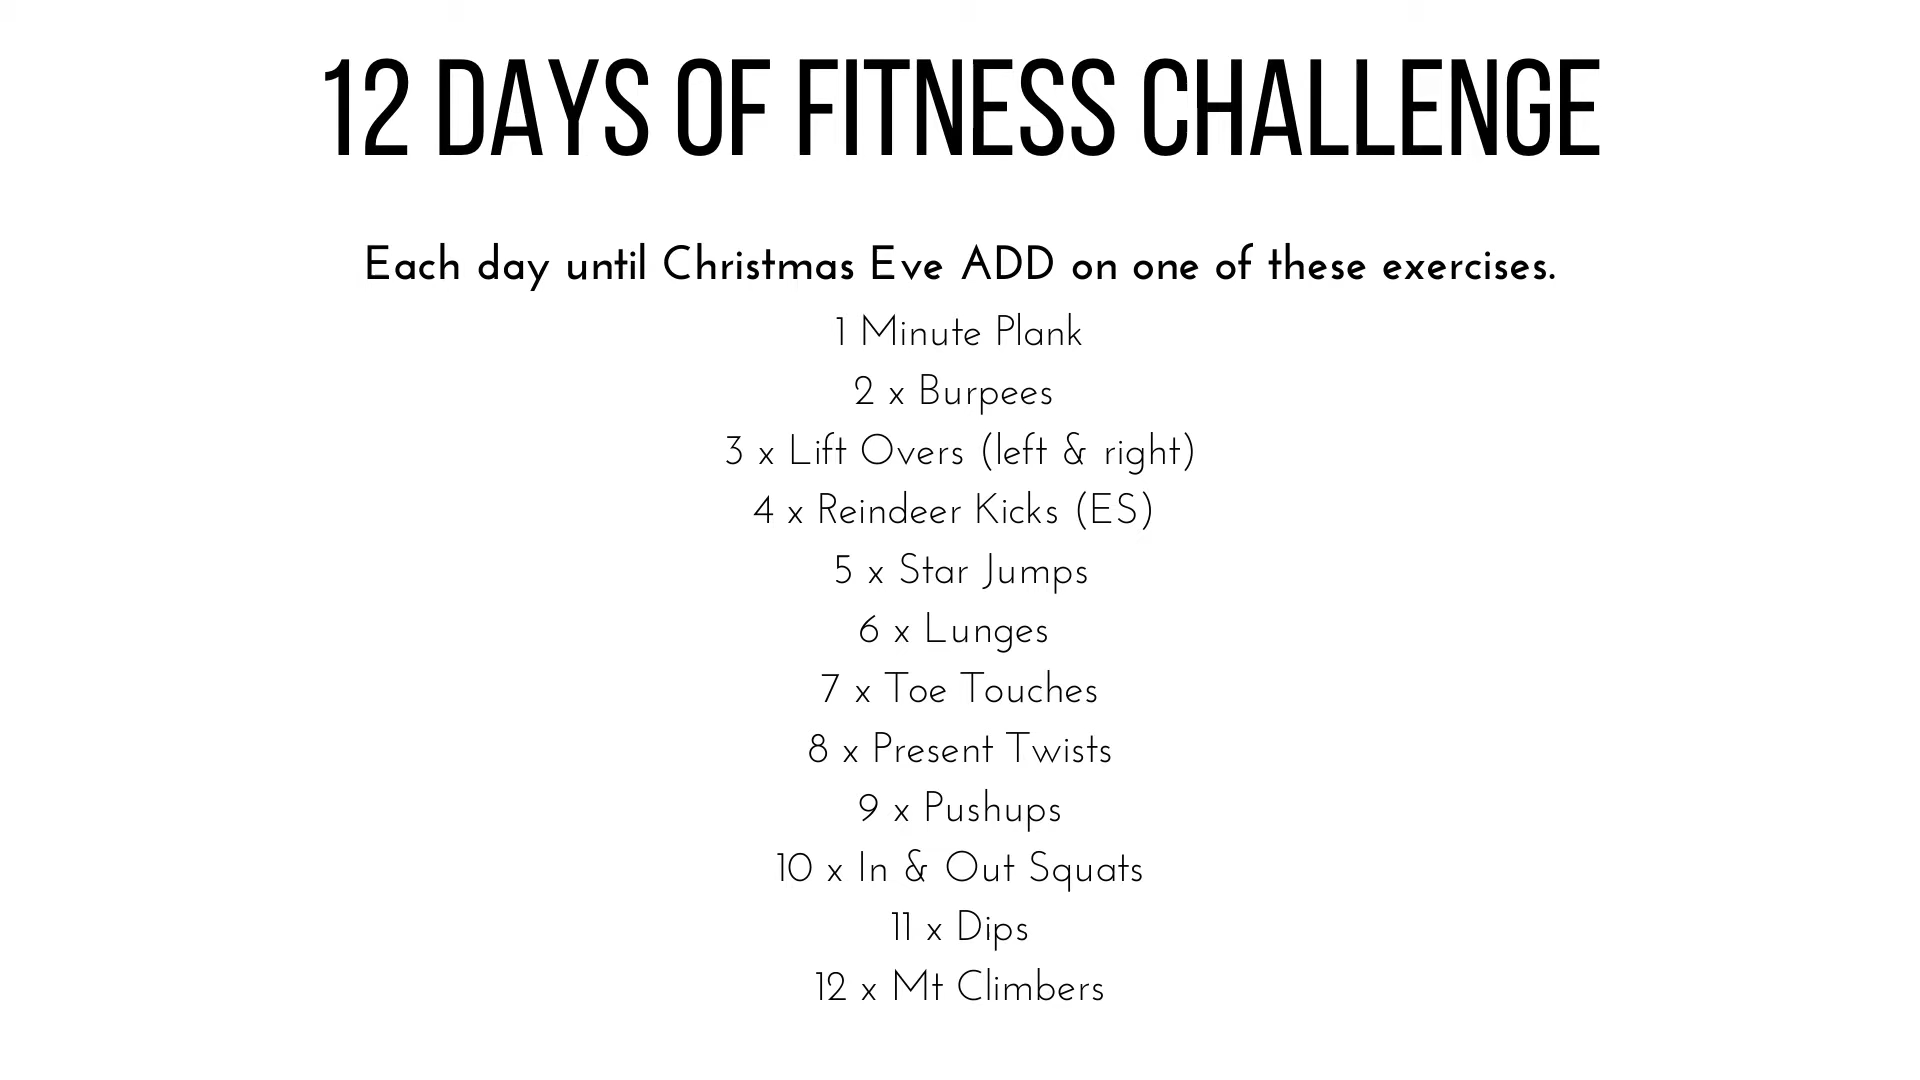 12 DAYS OF FITNESS CHALLENGE
Each day until Christmas Eve ADD on one of these exercises.
1 Minute Plank
2 x Burpees
3 x Lift Overs (left & right)
4 x Reindeer Kicks (ES)
5 x Star Jumps
6 x Lunges
7 x Toe Touches
8 x Present Twists
9 x Pushups
10 x In & Out Squats
11 x Dips
12 x Mt Climbers